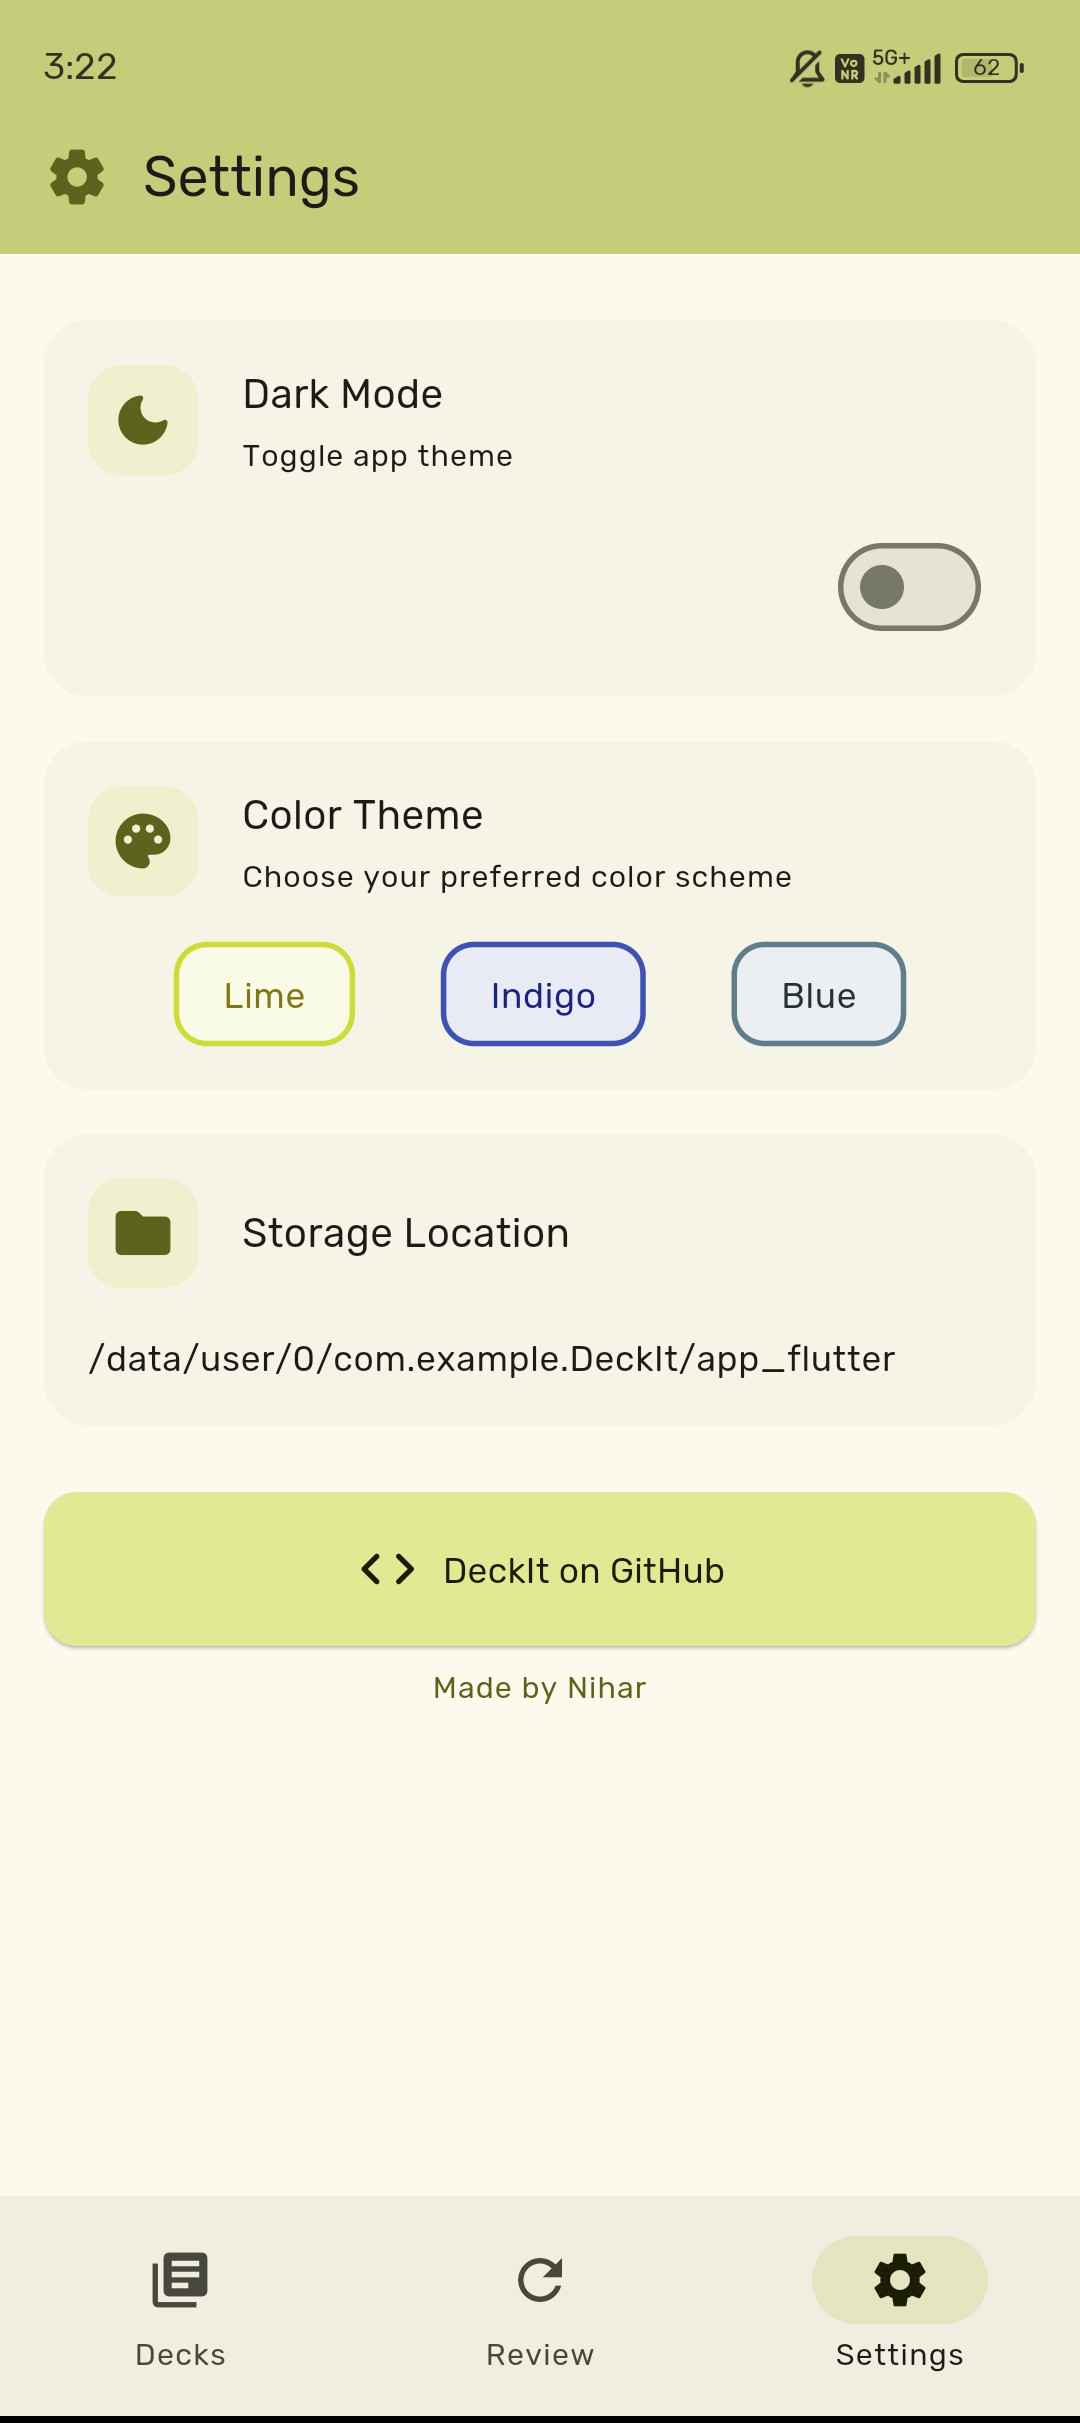 3:22
Vo NR 5G+ 62
Settings
Dark Mode
Toggle app theme
Color Theme
Choose your preferred color scheme
Lime Indigo Blue
Storage Location
/data/user/0/com.example.DeckIt/app_flutter
DeckIt on GitHub
Made by Nihar
Decks Review Settings